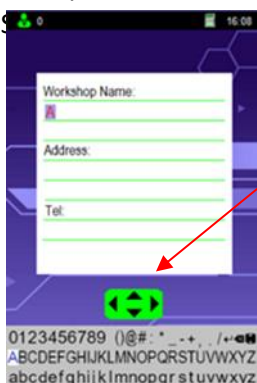 S
0 16:08
Workshop Name:
A
Address:
Tel:
0123456789 ()@#:*_-+,./
ABCDEFGHIJKLMNOPQRSTUVWXYZ
abcdefghijklmnopqrstuvwxyz